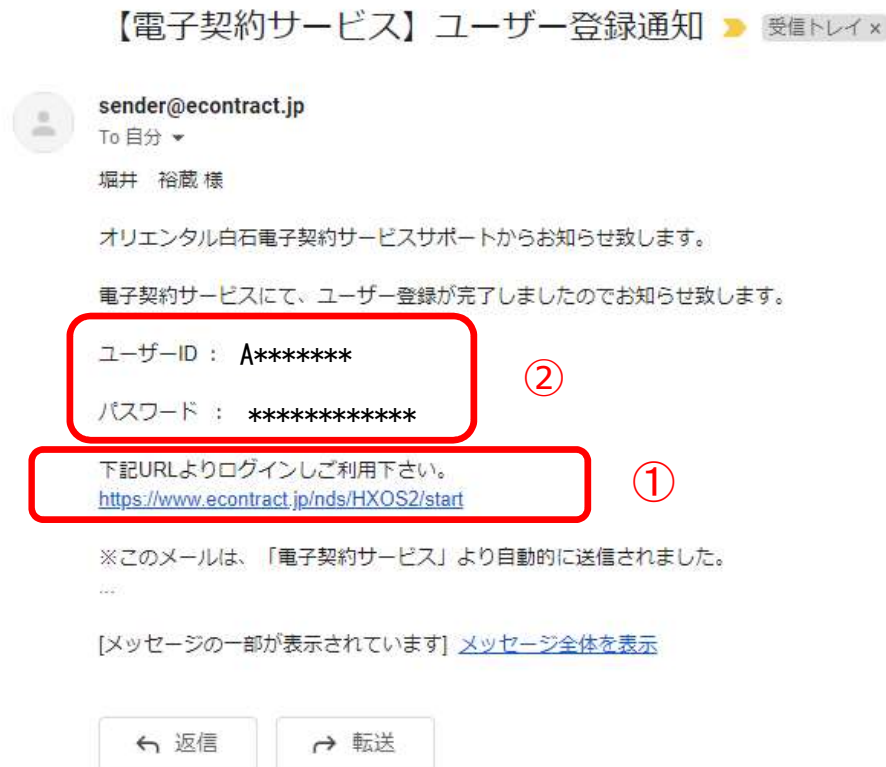 【電子契約サービス】ユーザー登録通知 受信トレイ ×
sender@econtract.jp
To 自分
堀井　裕蔵 様
オリエンタル白石電子契約サービスサポートからお知らせ致します。
電子契約サービスにて、ユーザー登録が完了しましたのでお知らせ致します。
ユーザーID ： A*******
②
パスワード ： ************
下記URLよりログインしご利用下さい。
①
https://www.econtract.jp/nds/HXOS2/start
※このメールは、「電子契約サービス」より自動的に送信されました。
...
[メッセージの一部が表示されています] メッセージ全体を表示
返信 転送